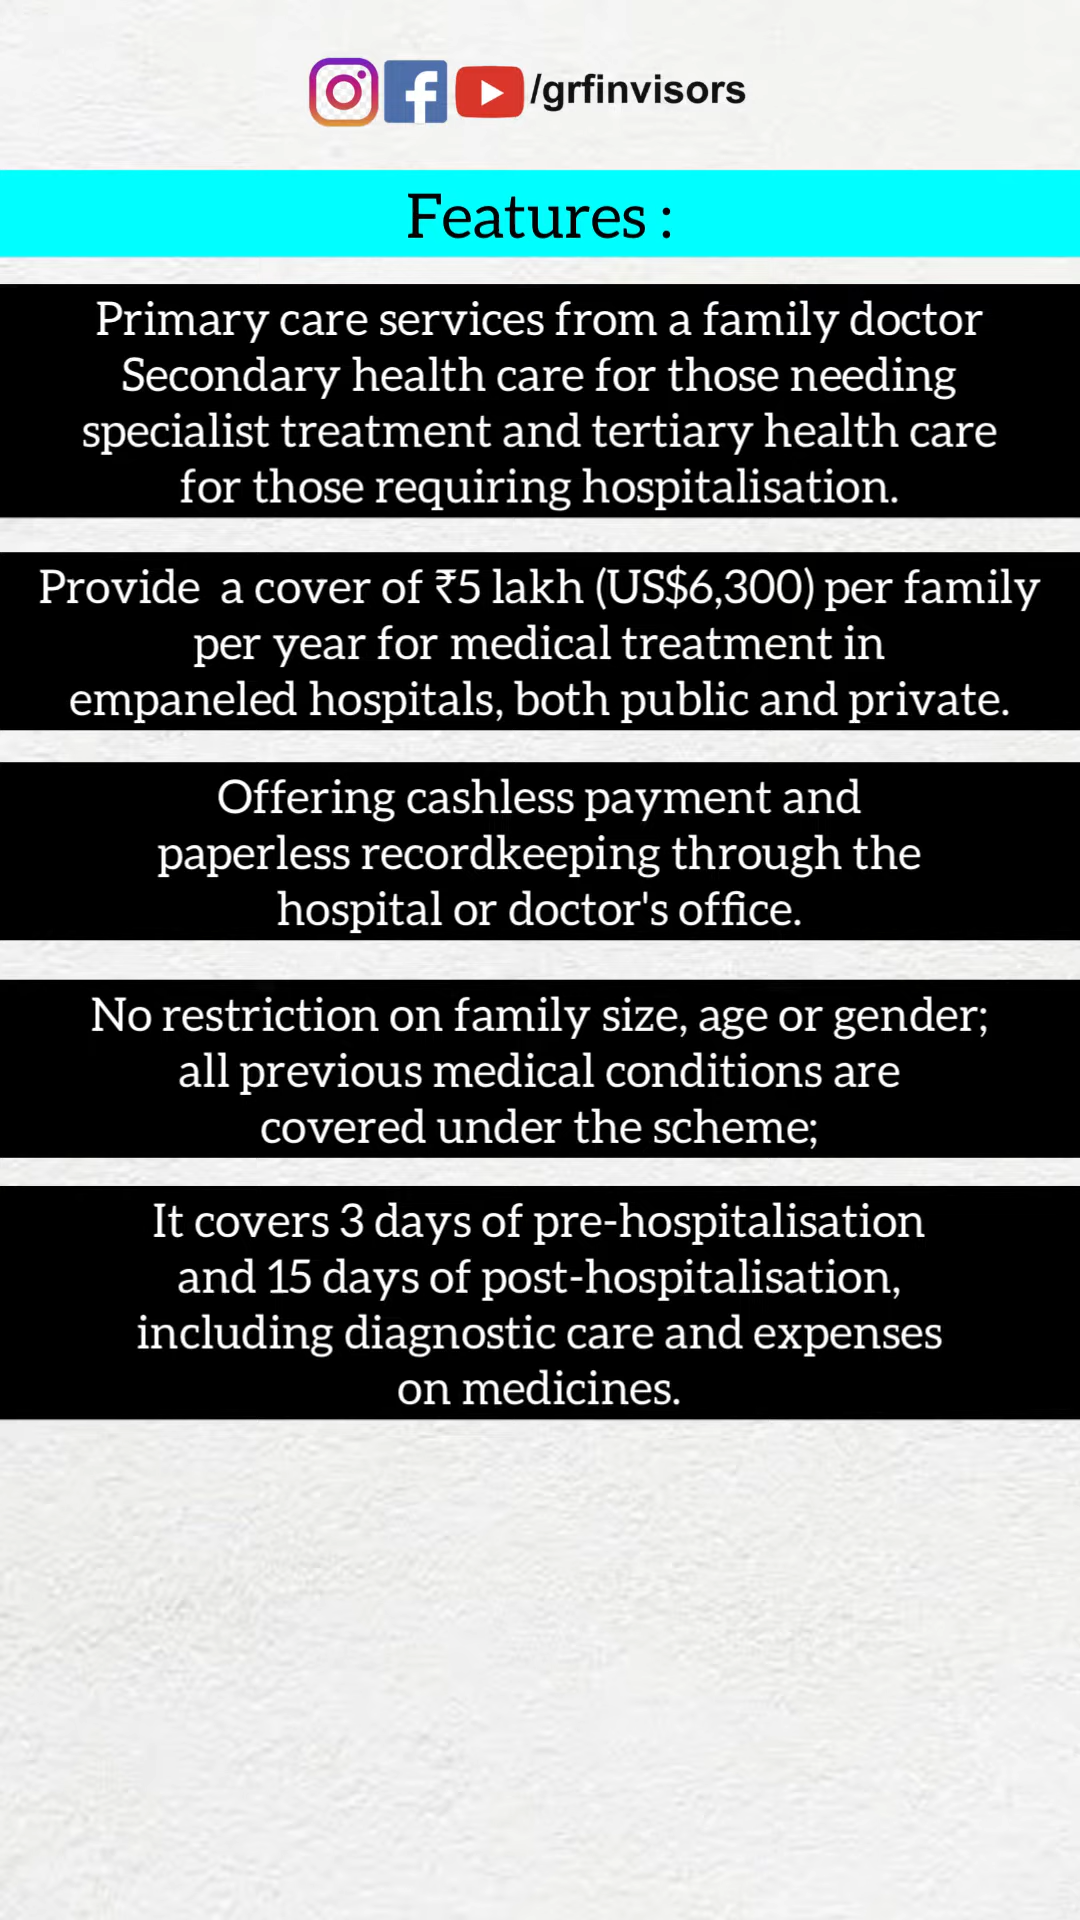 /grfinvisors
Features :
Primary care services from a family doctor
Secondary health care for those needing
specialist treatment and tertiary health care
for those requiring hospitalisation.
Provide  a cover of ₹5 lakh (US$6,300) per family
per year for medical treatment in
empaneled hospitals, both public and private.
Offering cashless payment and
paperless recordkeeping through the
hospital or doctor's office.
No restriction on family size, age or gender;
all previous medical conditions are
covered under the scheme;
It covers 3 days of pre-hospitalisation
and 15 days of post-hospitalisation,
including diagnostic care and expenses
on medicines.